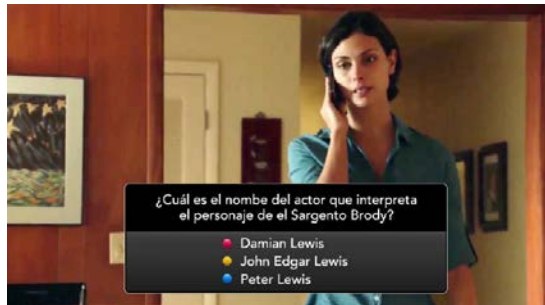 ¿Cuál es el nombre del actor que interpreta
el personaje de el Sargento Brody?
Damian Lewis
John Edgar Lewis
Peter Lewis